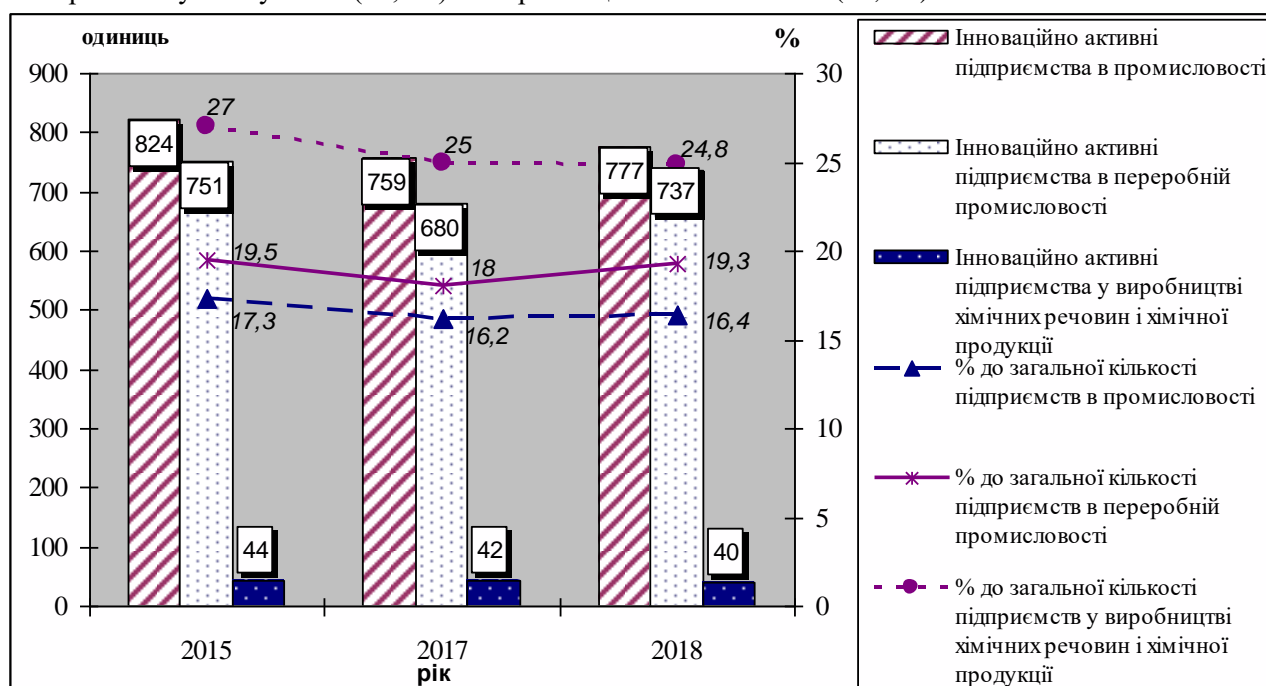 одиниць
%
900
800
700
600
500
400
300
200
100
0
30
25
20
15
10
5
0
824
751
44
759
680
42
777
737
40
27
25
24,8
19,5
18
19,3
17,3
16,2
16,4
2015
2017
2018
рік
Інноваційно активні
підприємства в промисловості
Інноваційно активні
підприємства в переробній
промисловості
Інноваційно активні
підприємства у виробництві
хімічних речовин і хімічної
продукції
% до загальної кількості
підприємств в промисловості
% до загальної кількості
підприємств в переробній
промисловості
% до загальної кількості
підприємств у виробництві
хімічних речовин і хімічної
продукції